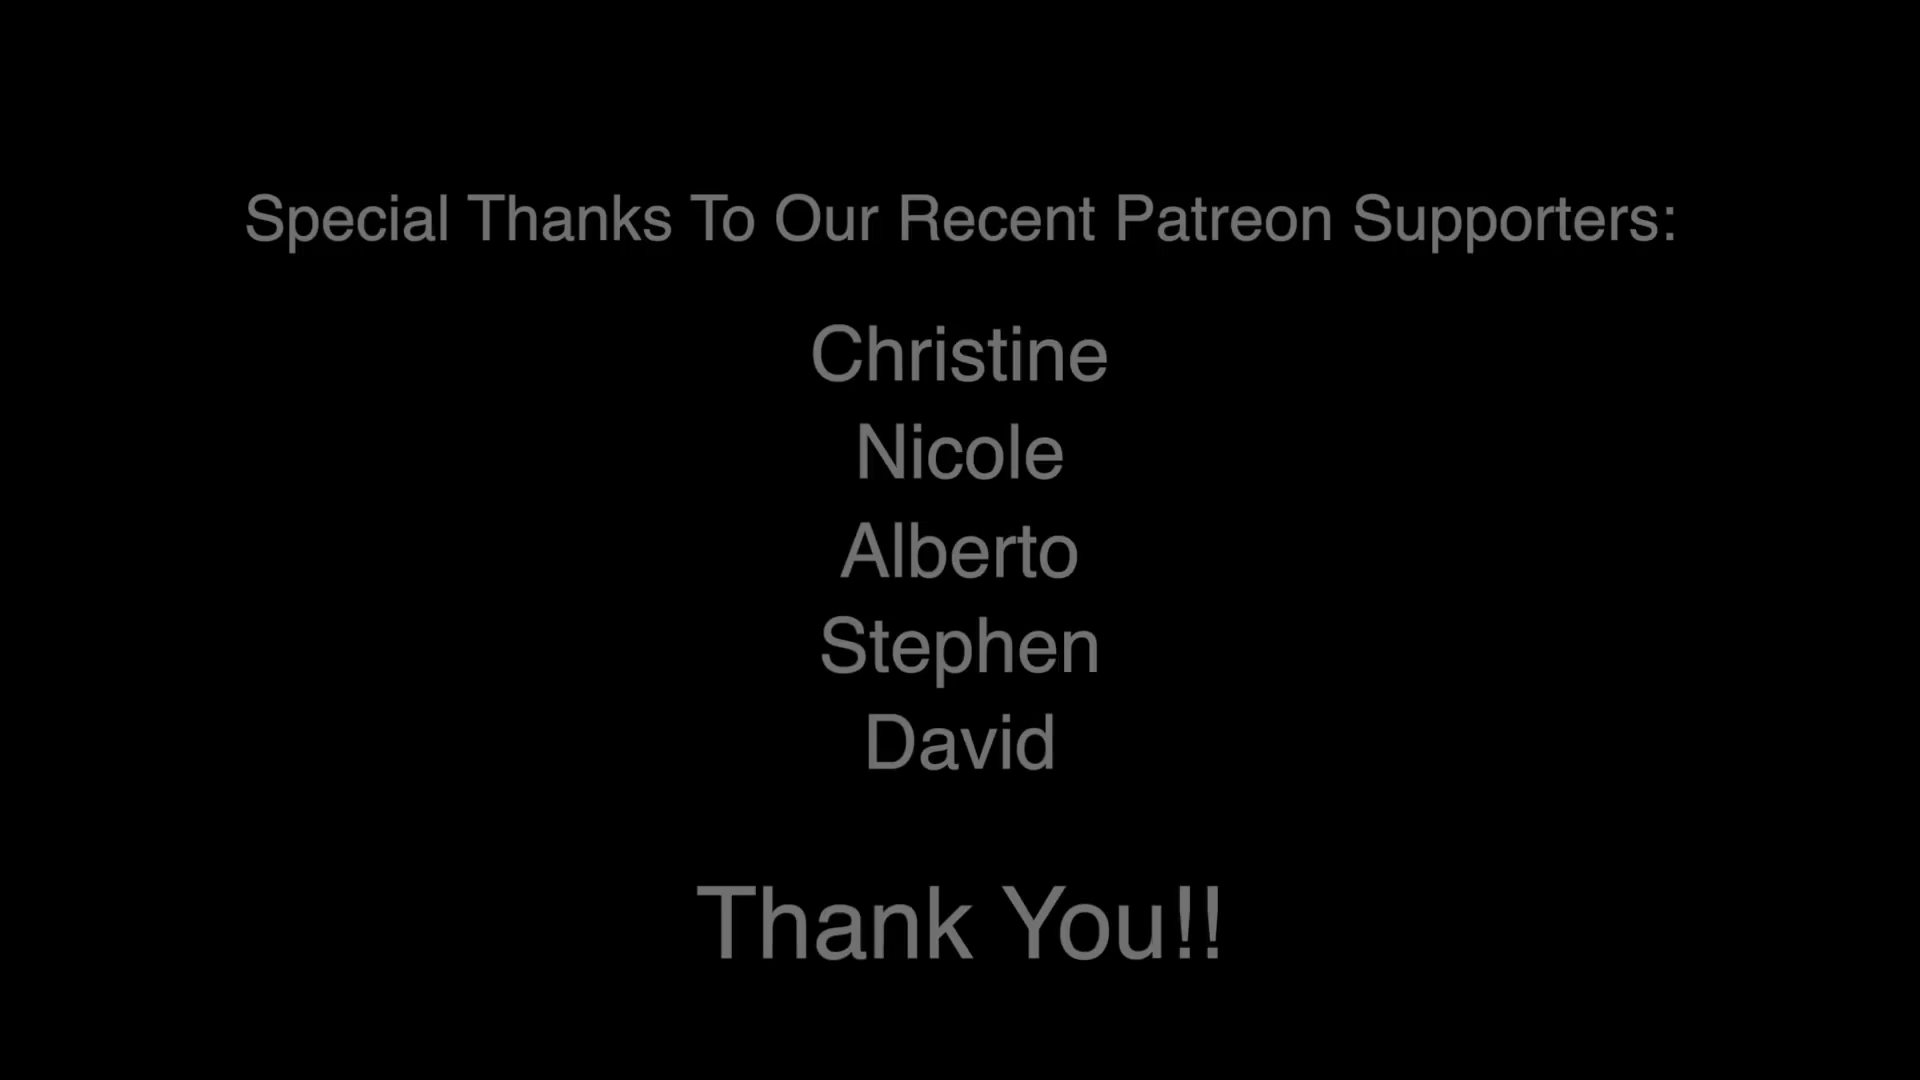 Special Thanks To Our Recent Patreon Supporters:
Christine
Nicole
Alberto
Stephen
David
Thank You!!